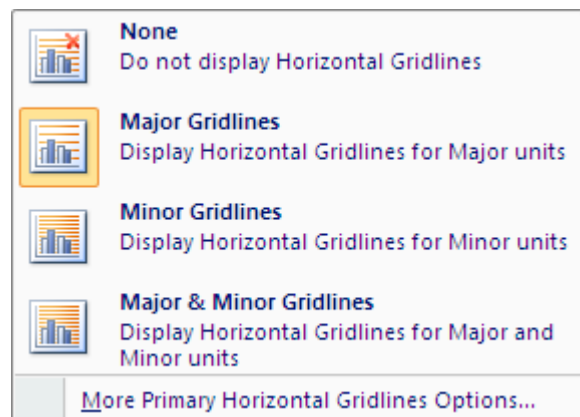 None
Do not display Horizontal Gridlines
Major Gridlines
Display Horizontal Gridlines for Major units
Minor Gridlines
Display Horizontal Gridlines for Minor units
Major & Minor Gridlines
Display Horizontal Gridlines for Major and
Minor units
More Primary Horizontal Gridlines Options...